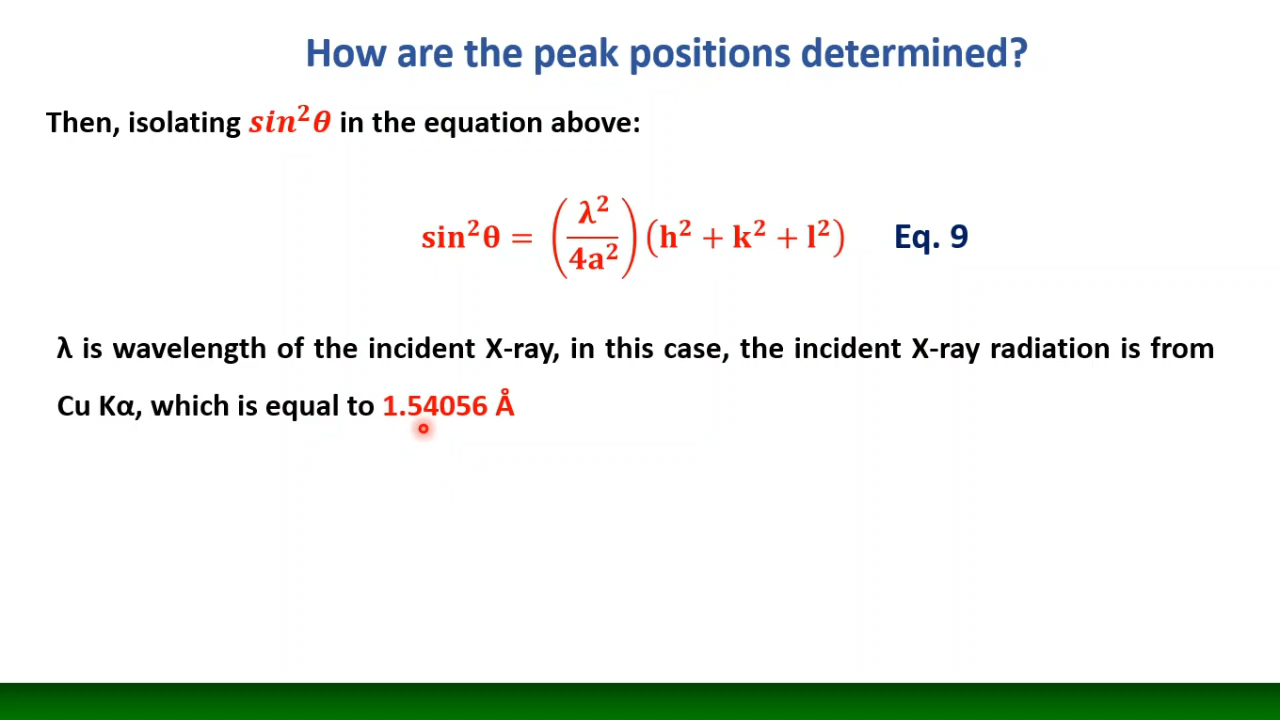 How are the peak positions determined?
Then, isolating sin²θ in the equation above:
sin²θ = (λ²/4a²)(h² + k² + l²) Eq. 9
λ is wavelength of the incident X-ray, in this case, the incident X-ray radiation is from
Cu Kα, which is equal to 1.54056 Å